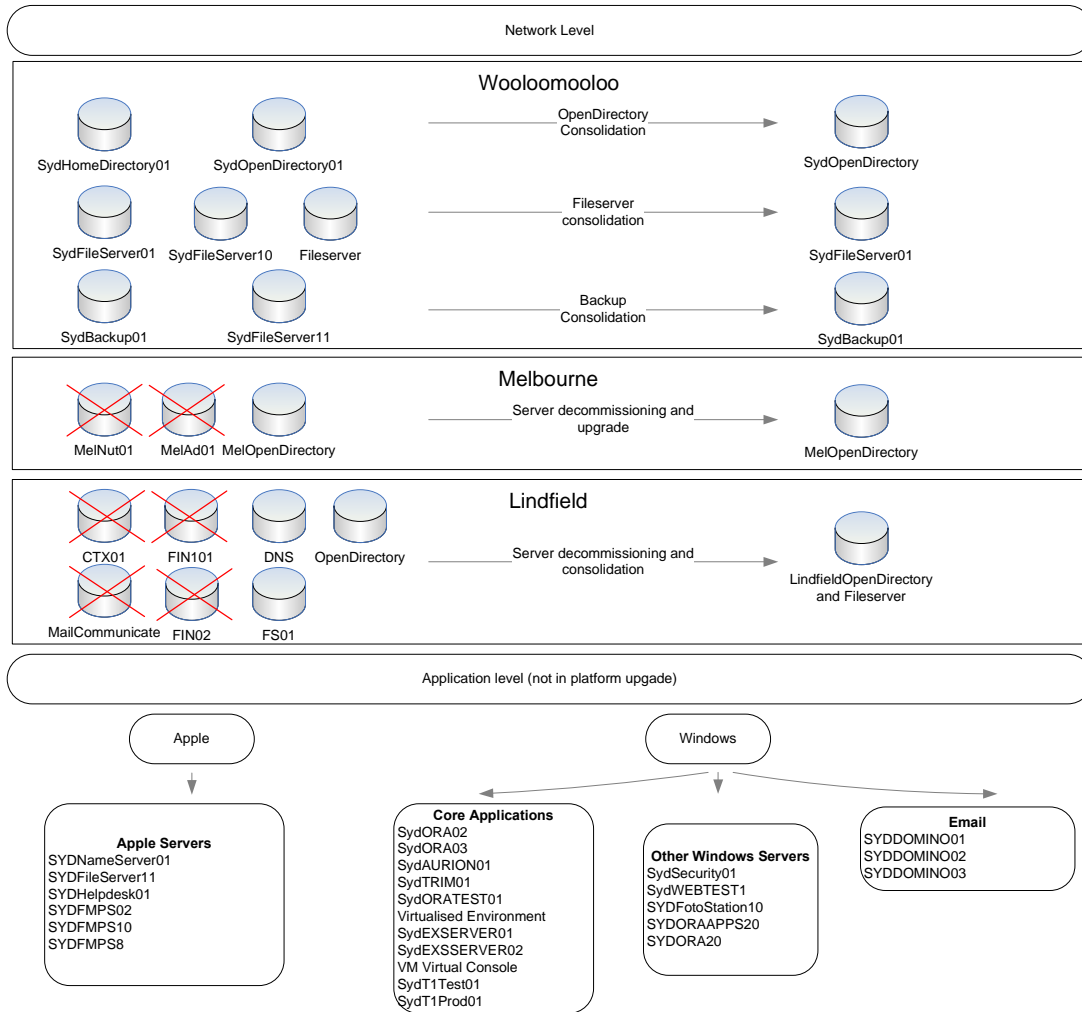 Network Level
Wooloomooloo
SydHomeDirectory01
SydOpenDirectory01
OpenDirectory
Consolidation
SydOpenDirectory
SydFileServer01
SydFileServer10
Fileserver
Fileserver
consolidation
SydFileServer01
SydBackup01
SydFileServer11
Backup
Consolidation
SydBackup01
Melbourne
MelNut01
MelAd01
MelOpenDirectory
Server decommissioning and
upgrade
MelOpenDirectory
Lindfield
CTX01
FIN101
DNS
OpenDirectory
MailCommunicate
FIN02
FS01
Server decommissioning and
consolidation
LindfieldOpenDirectory
and Fileserver
Application level (not in platform upgade)
Apple
Windows
Apple Servers
SYDNameServer01
SYDFileServer11
SYDHelpdesk01
SYDFMPS02
SYDFMPS10
SYDFMPS8
Core Applications
SydORA02
SydORA03
SydAURION01
SydTRIM01
SydORATEST01
Virtualised Environment
SydEXSERVER01
SydEXSSERVER02
VM Virtual Console
SydT1Test01
SydT1Prod01
Other Windows Servers
SydSecurity01
SydWEBTEST1
SYDFotoStation10
SYDORAAPPS20
SYDORA20
Email
SYDDOMINO01
SYDDOMINO02
SYDDOMINO03